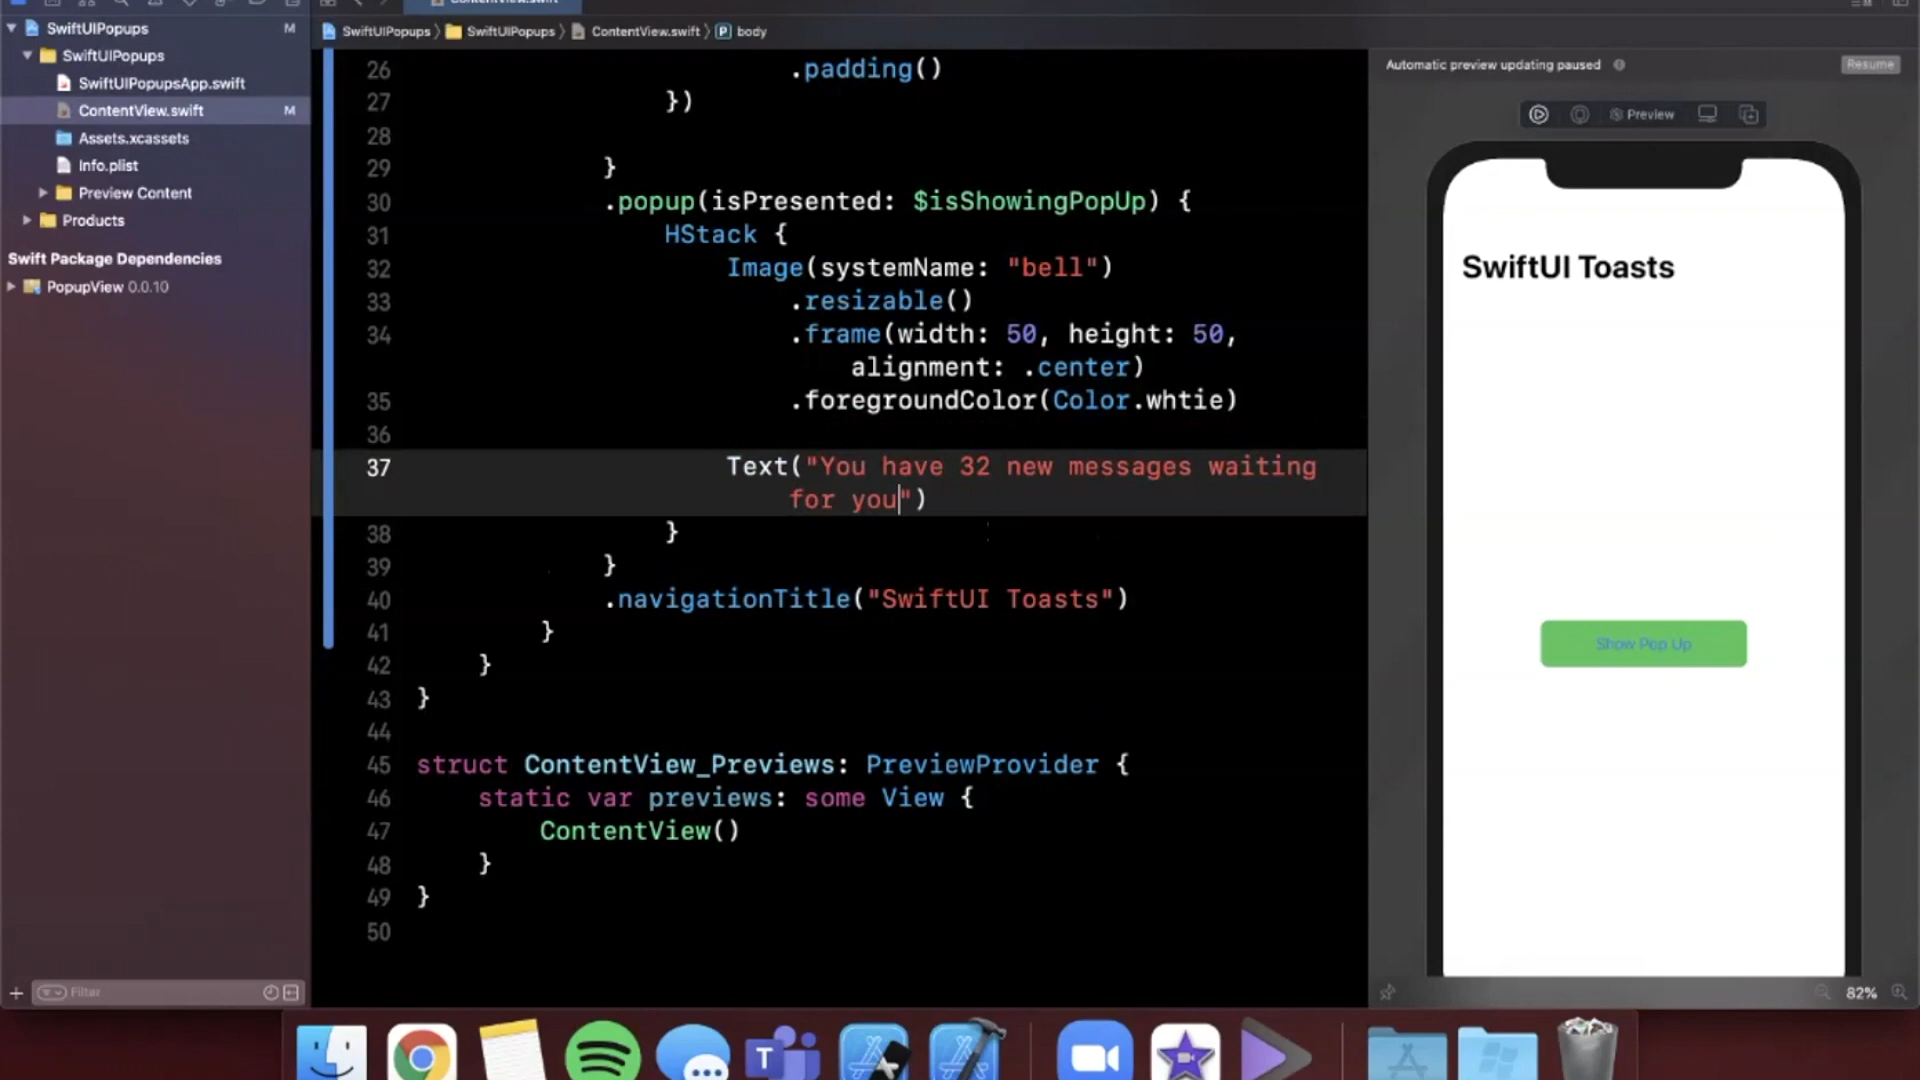 ContentView.swift
SwiftUIPopups M
SwiftUIPopups
SwiftUIPopupsApp.swift
ContentView.swift M
Assets.xcassets
Info.plist
Preview Content
Products
Swift Package Dependencies
PopupView 0.0.10
Filter
SwiftUIPopups SwiftUIPopups ContentView.swift P body
26 .padding()
27 })
28
29 }
30 .popup(isPresented: $isShowingPopUp) {
31 HStack {
32 Image(systemName: "bell")
33 .resizable()
34 .frame(width: 50, height: 50,
alignment: .center)
35 .foregroundColor(Color.whtie)
36
37 Text("You have 32 new messages waiting
for you")
38 }
39 }
40 .navigationTitle("SwiftUI Toasts")
41 }
42 }
43 }
44
45 struct ContentView_Previews: PreviewProvider {
46 static var previews: some View {
47 ContentView()
48 }
49 }
50
Automatic preview updating paused Resume
Preview
SwiftUI Toasts
Show Pop Up
82%
T